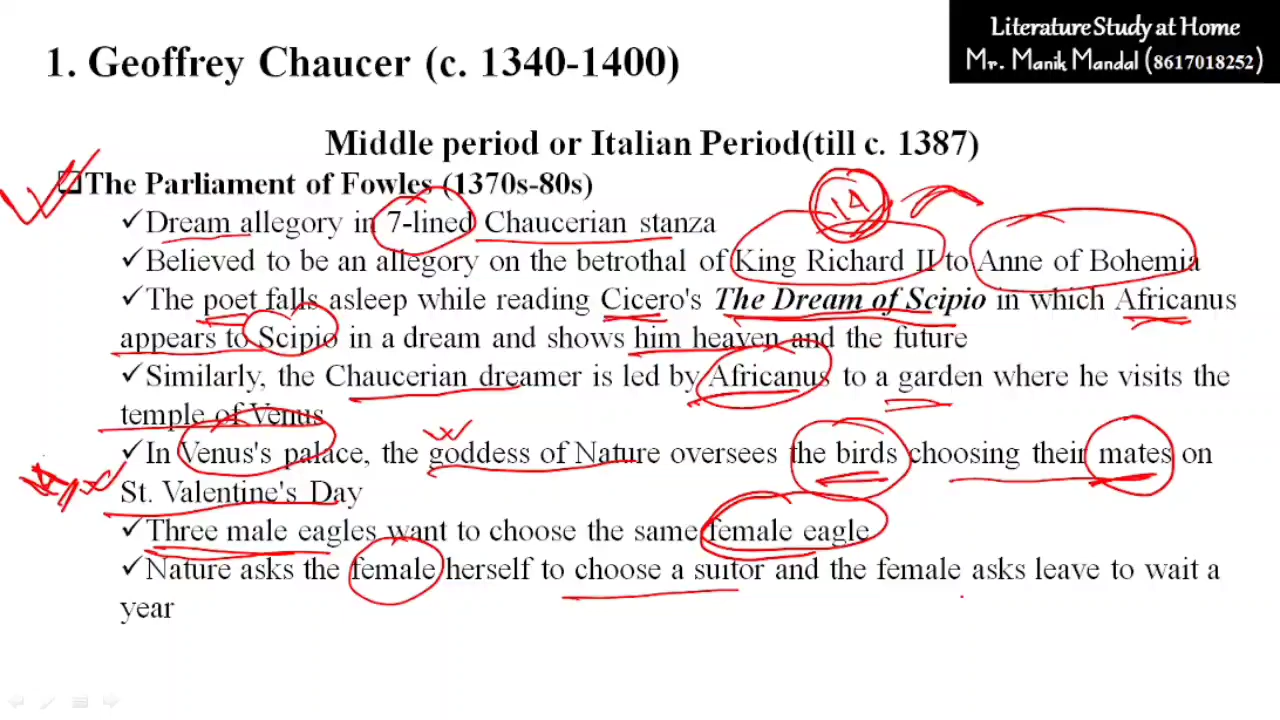 Literature Study at Home
Mr. Manik Mandal (8617018252)
1. Geoffrey Chaucer (c. 1340-1400)
Middle period or Italian Period(till c. 1387)
❑The Parliament of Fowles (1370s-80s)
14
✓Dream allegory in 7-lined Chaucerian stanza
✓Believed to be an allegory on the betrothal of King Richard II to Anne of Bohemia
✓The poet falls asleep while reading Cicero's The Dream of Scipio in which Africanus
appears to Scipio in a dream and shows him heaven and the future
✓Similarly, the Chaucerian dreamer is led by Africanus to a garden where he visits the
temple of Venus
✓In Venus's palace, the goddess of Nature oversees the birds choosing their mates on
St. Valentine's Day
✓Three male eagles want to choose the same female eagle
✓Nature asks the female herself to choose a suitor and the female asks leave to wait a
year